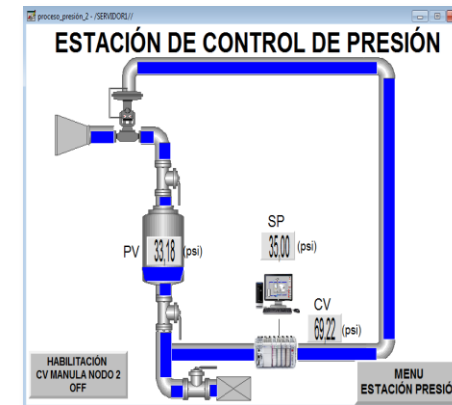 proceso_presión_2 - /SERVIDOR1//
ESTACIÓN DE CONTROL DE PRESIÓN
SP
35,00 (psi)
PV 33,18 (psi)
CV
69,22 (psi)
HABILITACIÓN
CV MANULA NODO 2
OFF
MENU
ESTACIÓN PRESIÓ